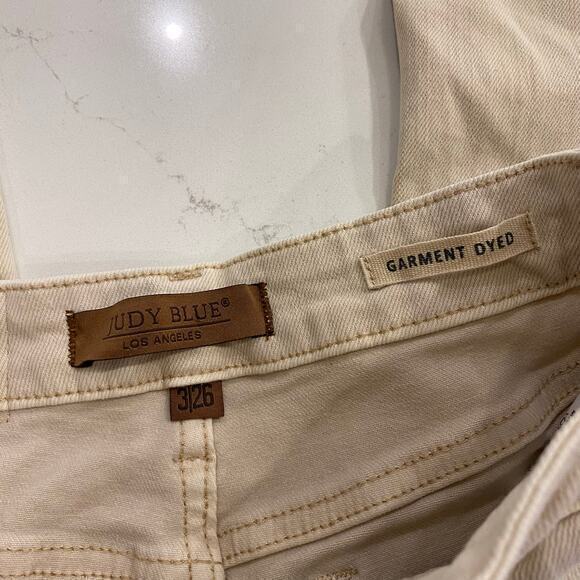 JUDY BLUE®
LOS ANGELES
3|26
GARMENT DYED